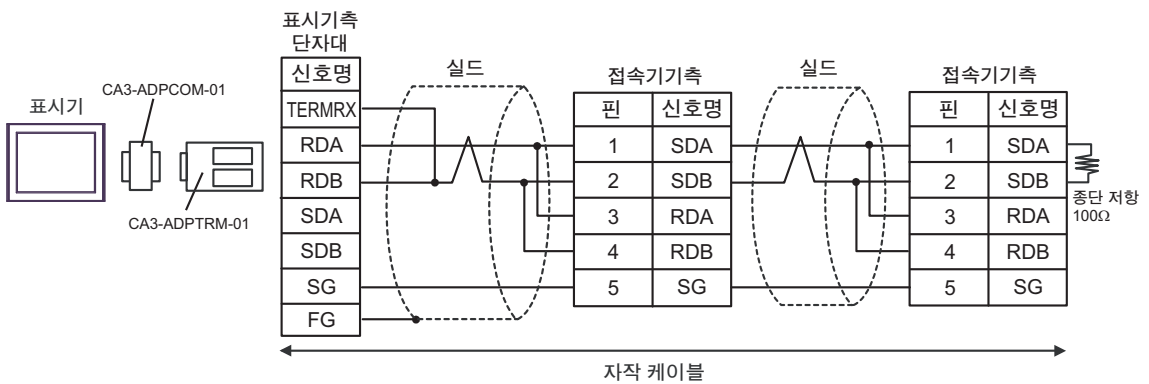 표시기
CA3-ADPCOM-01
CA3-ADPTRM-01
표시기측
단자대
신호명
TERMRX
RDA
RDB
SDA
SDB
SG
FG
실드
접속기기측
핀 신호명
1 SDA
2 SDB
3 RDA
4 RDB
5 SG
실드
접속기기측
핀 신호명
1 SDA
2 SDB
3 RDA
4 RDB
5 SG
종단 저항
100Ω
자작 케이블